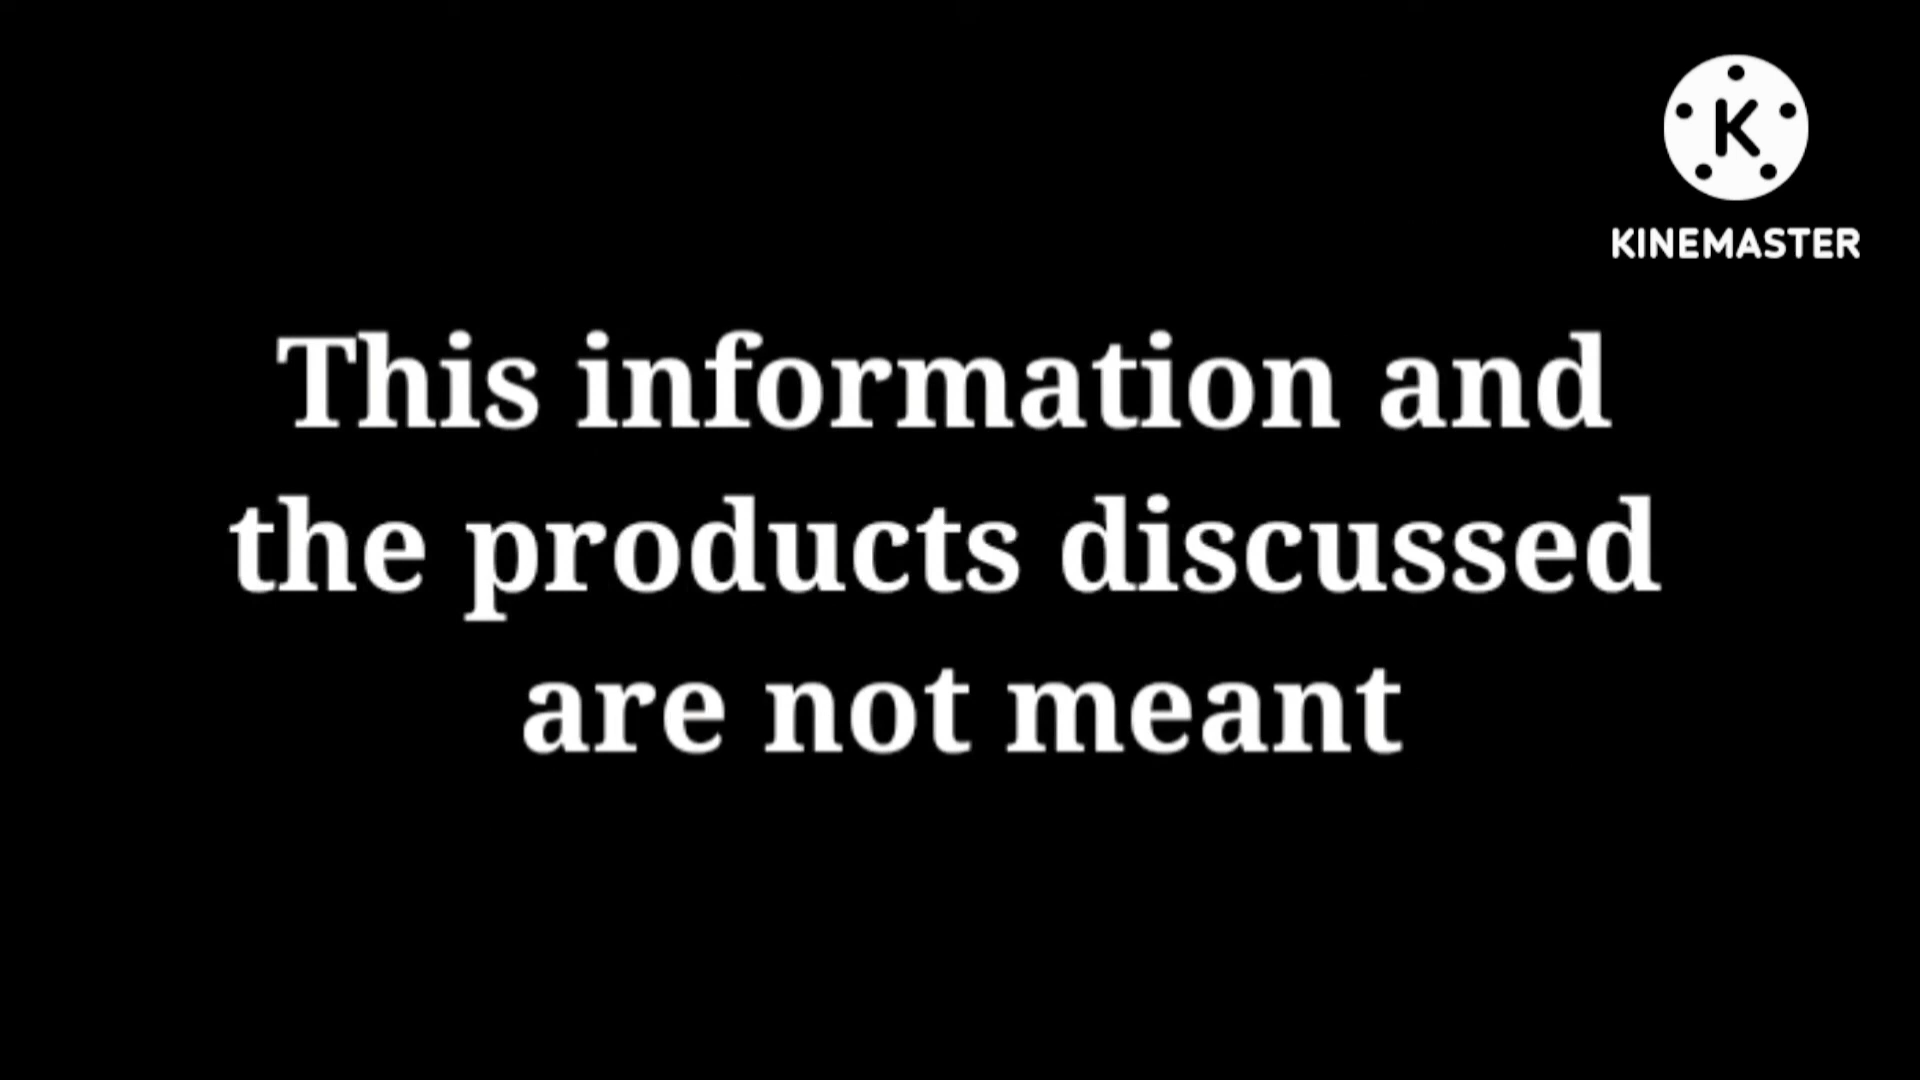 K
KINEMASTER
This information and
the products discussed
are not meant